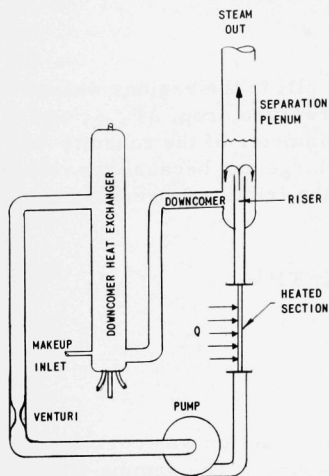 STEAM
OUT
SEPARATION
PLENUM
DOWNCOMER
RISER
DOWNCOMER HEAT EXCHANGER
HEATED
SECTION
Q
MAKEUP
INLET
VENTURI
PUMP